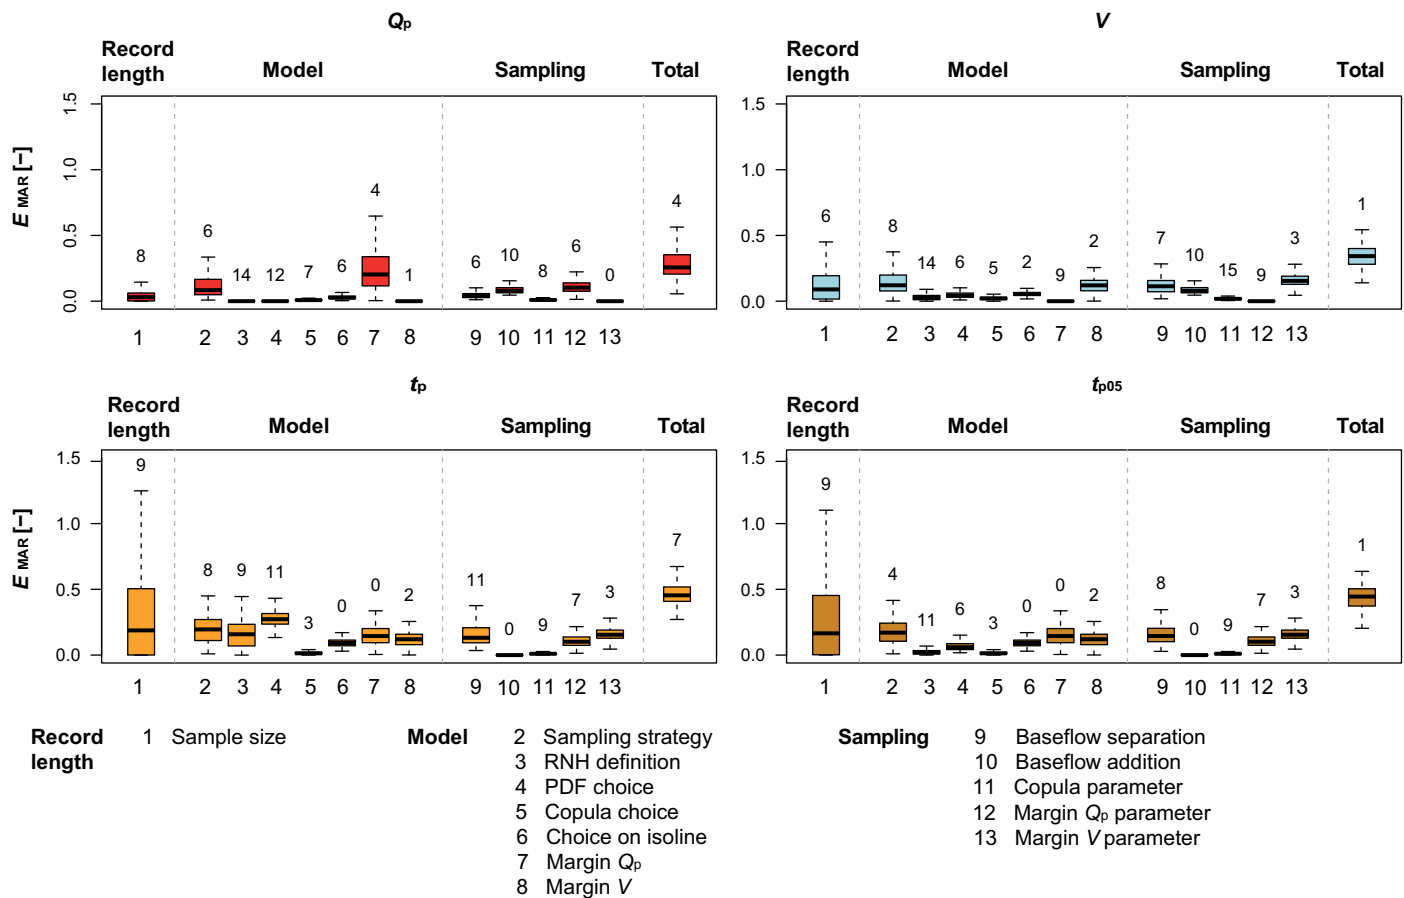 Qp
Record length Model Sampling Total
E MAR [−]
1.5
1.0
0.5
0.0
8 6 14 12 7 6 4 1 6 10 8 6 0 4
1 2 3 4 5 6 7 8 9 10 11 12 13
V
Record length Model Sampling Total
1.5
1.0
0.5
0.0
6 8 14 6 5 2 9 2 7 10 15 9 3 1
1 2 3 4 5 6 7 8 9 10 11 12 13
tp
Record length Model Sampling Total
E MAR [−]
1.5
1.0
0.5
0.0
9 8 9 11 3 0 0 2 11 0 9 7 3 7
1 2 3 4 5 6 7 8 9 10 11 12 13
tp05
Record length Model Sampling Total
1.5
1.0
0.5
0.0
9 4 11 6 3 0 0 2 8 0 9 7 3 1
1 2 3 4 5 6 7 8 9 10 11 12 13
Record length
1 Sample size
Model
2 Sampling strategy
3 RNH definition
4 PDF choice
5 Copula choice
6 Choice on isoline
7 Margin Qp
8 Margin V
Sampling
9 Baseflow separation
10 Baseflow addition
11 Copula parameter
12 Margin Qp parameter
13 Margin V parameter